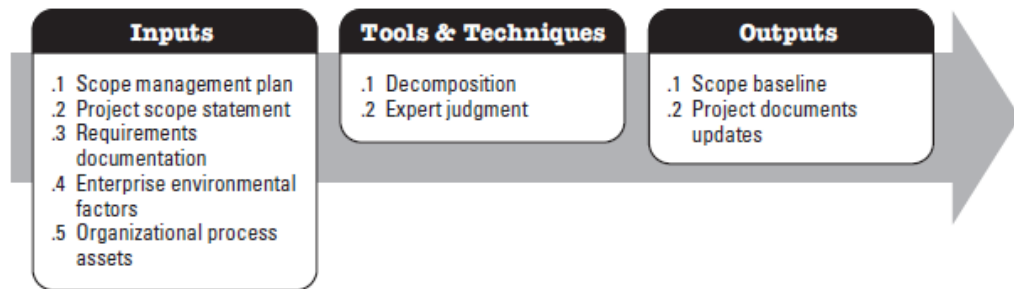 Inputs
.1 Scope management plan
.2 Project scope statement
.3 Requirements
documentation
.4 Enterprise environmental
factors
.5 Organizational process
assets
Tools & Techniques
.1 Decomposition
.2 Expert judgment
Outputs
.1 Scope baseline
.2 Project documents
updates